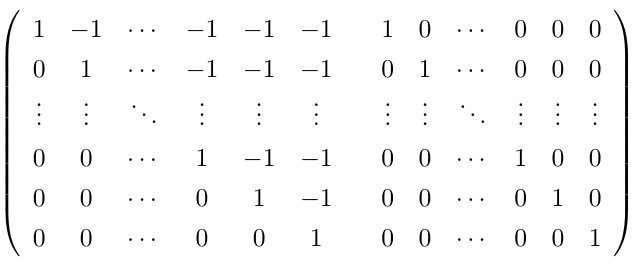 1 −1 ⋯ −1 −1 −1 1 0 ⋯ 0 0 0
0 1 ⋯ −1 −1 −1 0 1 ⋯ 0 0 0
⋮ ⋮ ⋱ ⋮ ⋮ ⋮ ⋮ ⋮ ⋱ ⋮ ⋮ ⋮
0 0 ⋯ 1 −1 −1 0 0 ⋯ 1 0 0
0 0 ⋯ 0 1 −1 0 0 ⋯ 0 1 0
0 0 ⋯ 0 0 1 0 0 ⋯ 0 0 1